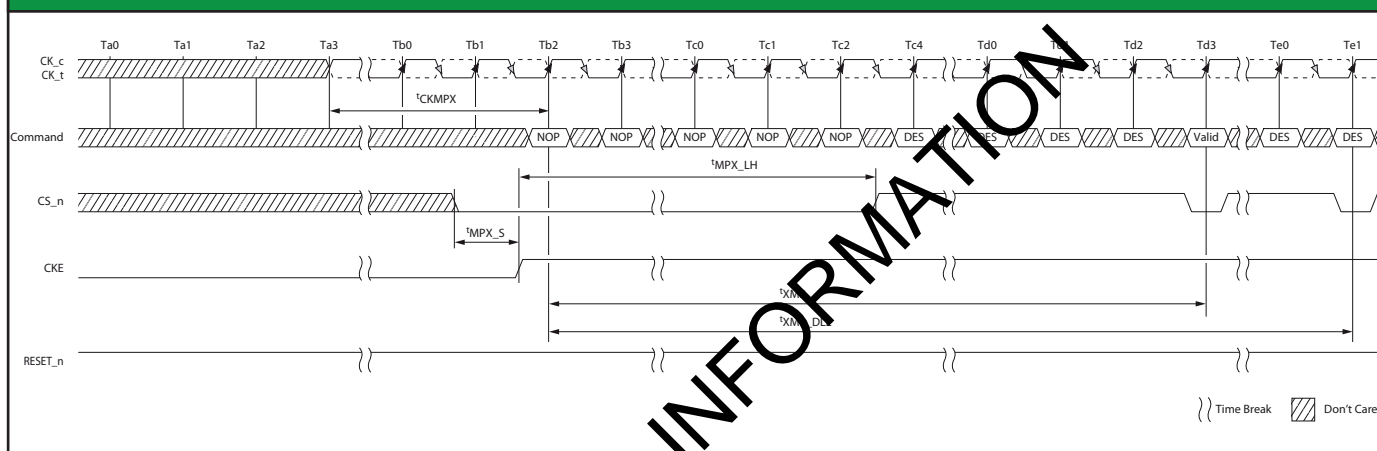 Ta0 Ta1 Ta2 Ta3 Tb0 Tb1 Tb2 Tb3 Tc0 Tc1 Tc2 Tc4 Td0 Td2 Td3 Te0 Te1
CK_c
CK_t
tCKMPX
Command NOP NOP NOP NOP NOP DES DES DES DES Valid DES DES
tMPX_LH
CS_n
tMPX_S
CKE
RESET_n
Time Break Don't Care
INFORMATION